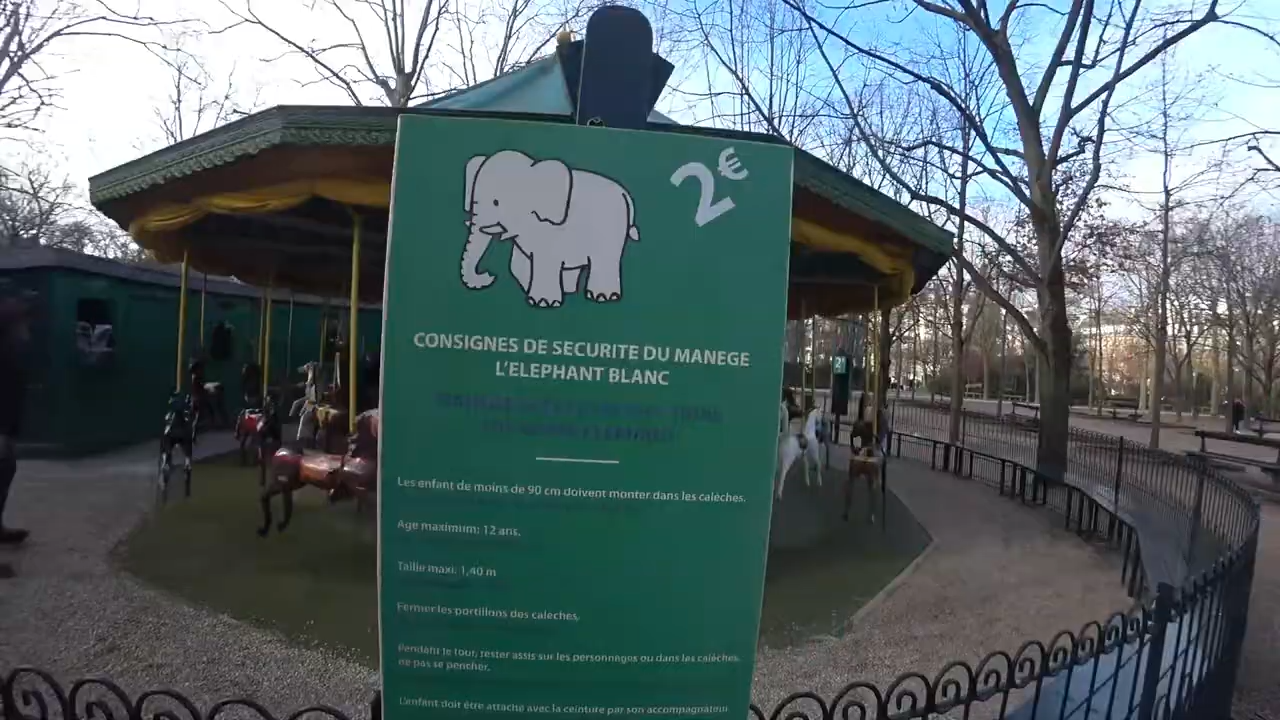 2€
CONSIGNES DE SECURITE DU MANEGE
L'ELEPHANT BLANC
Les enfant de moins de 90 cm doivent monter dans les calèches.
Age maximum: 12 ans.
Taille maxi. 1,40 m
Fermer les portillons des calèches.
Pendant le tour, rester assis sur les personnages ou dans les calèches.
ne pas se pencher.
L'enfant doit être attaché avec la ceinture par son accompagnateur